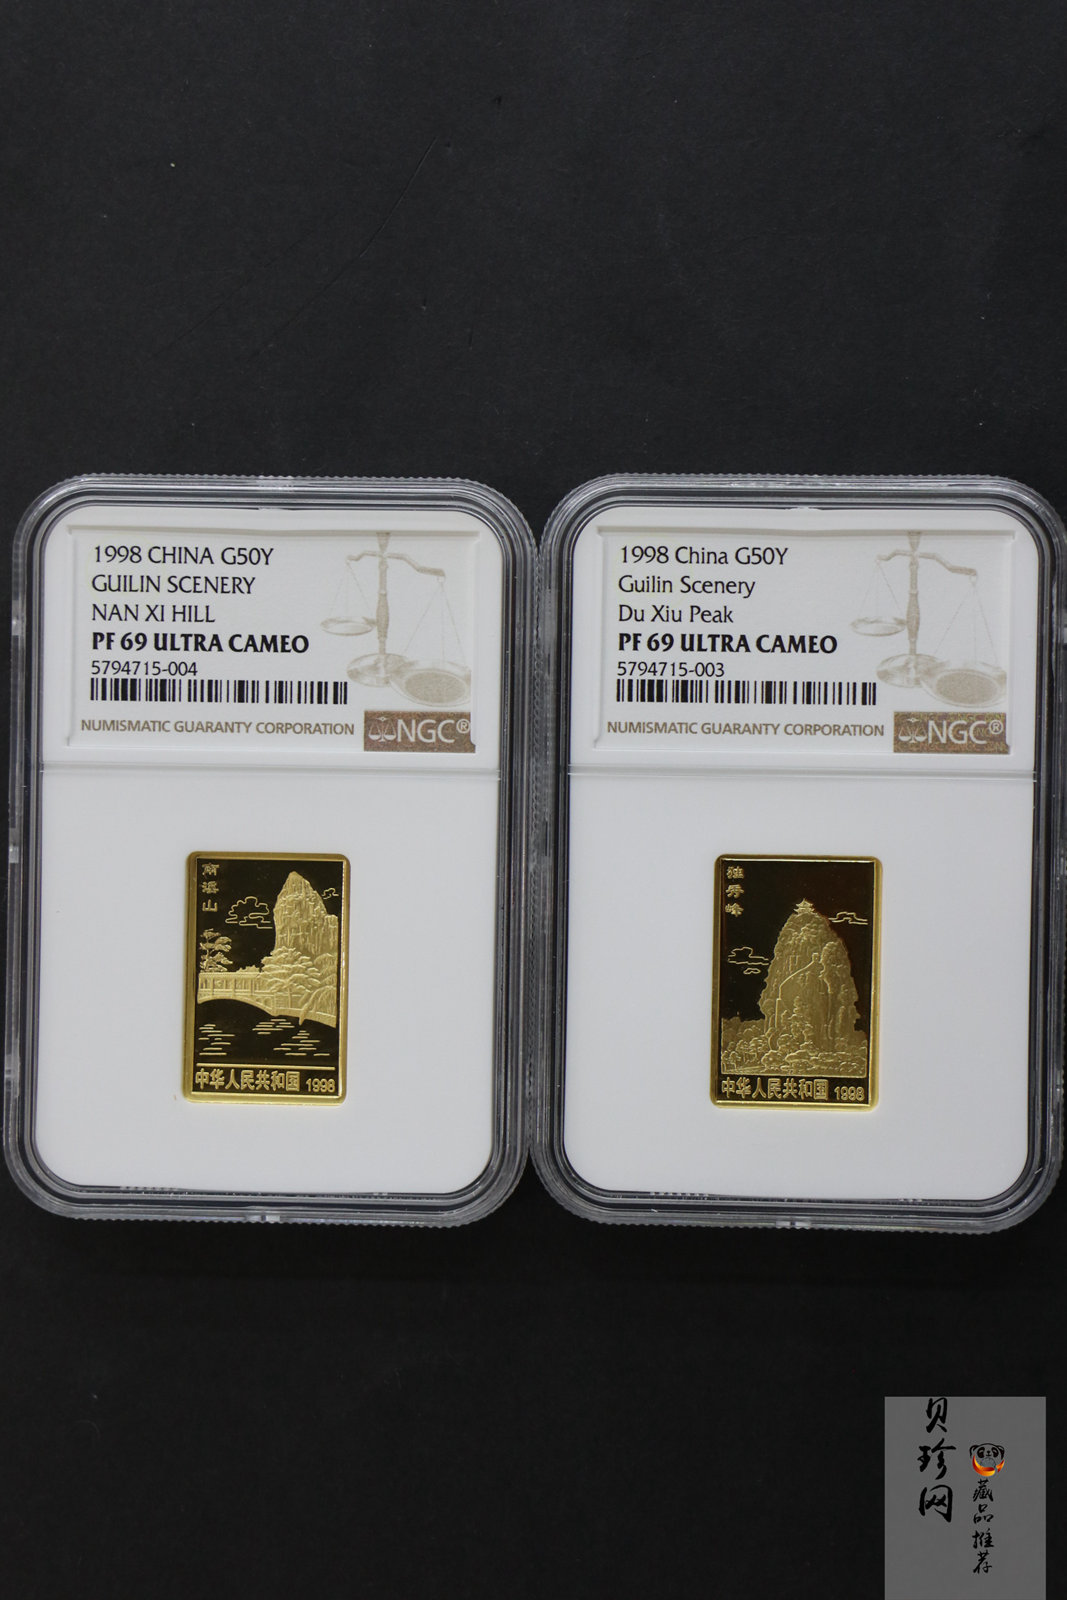 1998 CHINA G50Y
GUILIN SCENERY
NAN XI HILL
PF 69 ULTRA CAMEO
5794715-004
NUMISMATIC GUARANTY CORPORATION
NGC®
南溪山
中华人民共和国 1998
1998 China G50Y
Guilin Scenery
Du Xiu Peak
PF 69 ULTRA CAMEO
5794715-003
NUMISMATIC GUARANTY CORPORATION
NGC®
独秀峰
中华人民共和国 1998
贝珍网
藏品推荐